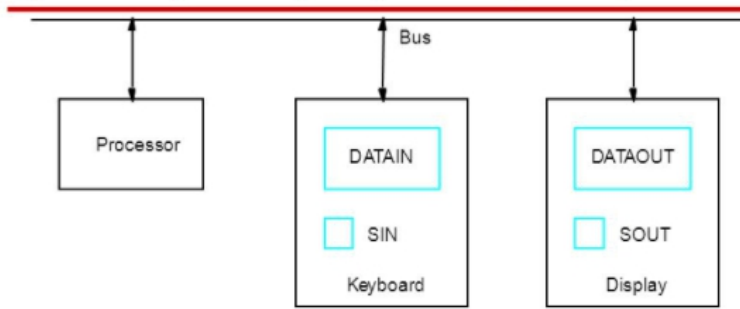 Bus
Processor
DATAIN
DATAOUT
SIN
SOUT
Keyboard
Display